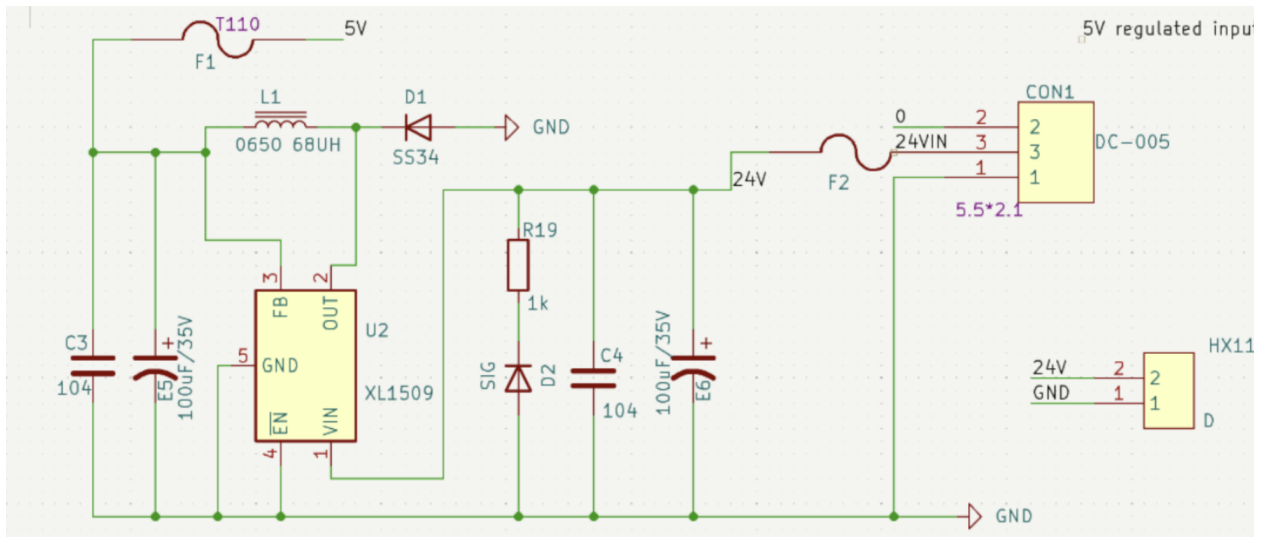 T110
5V
5V regulated inpu
F1
L1
D1
CON1
0650 68UH
GND
SS34
0
2
2
24VIN
3
3
DC-005
1
1
F2
24V
5.5*2.1
R19
1k
3
2
FB
OUT
U2
C3
104
E5
100uF/35V
5
GND
XL1509
EN
VIN
4
1
SIG
D2
C4
104
100uF/35V
E6
HX11
24V
2
2
GND
1
1
D
GND